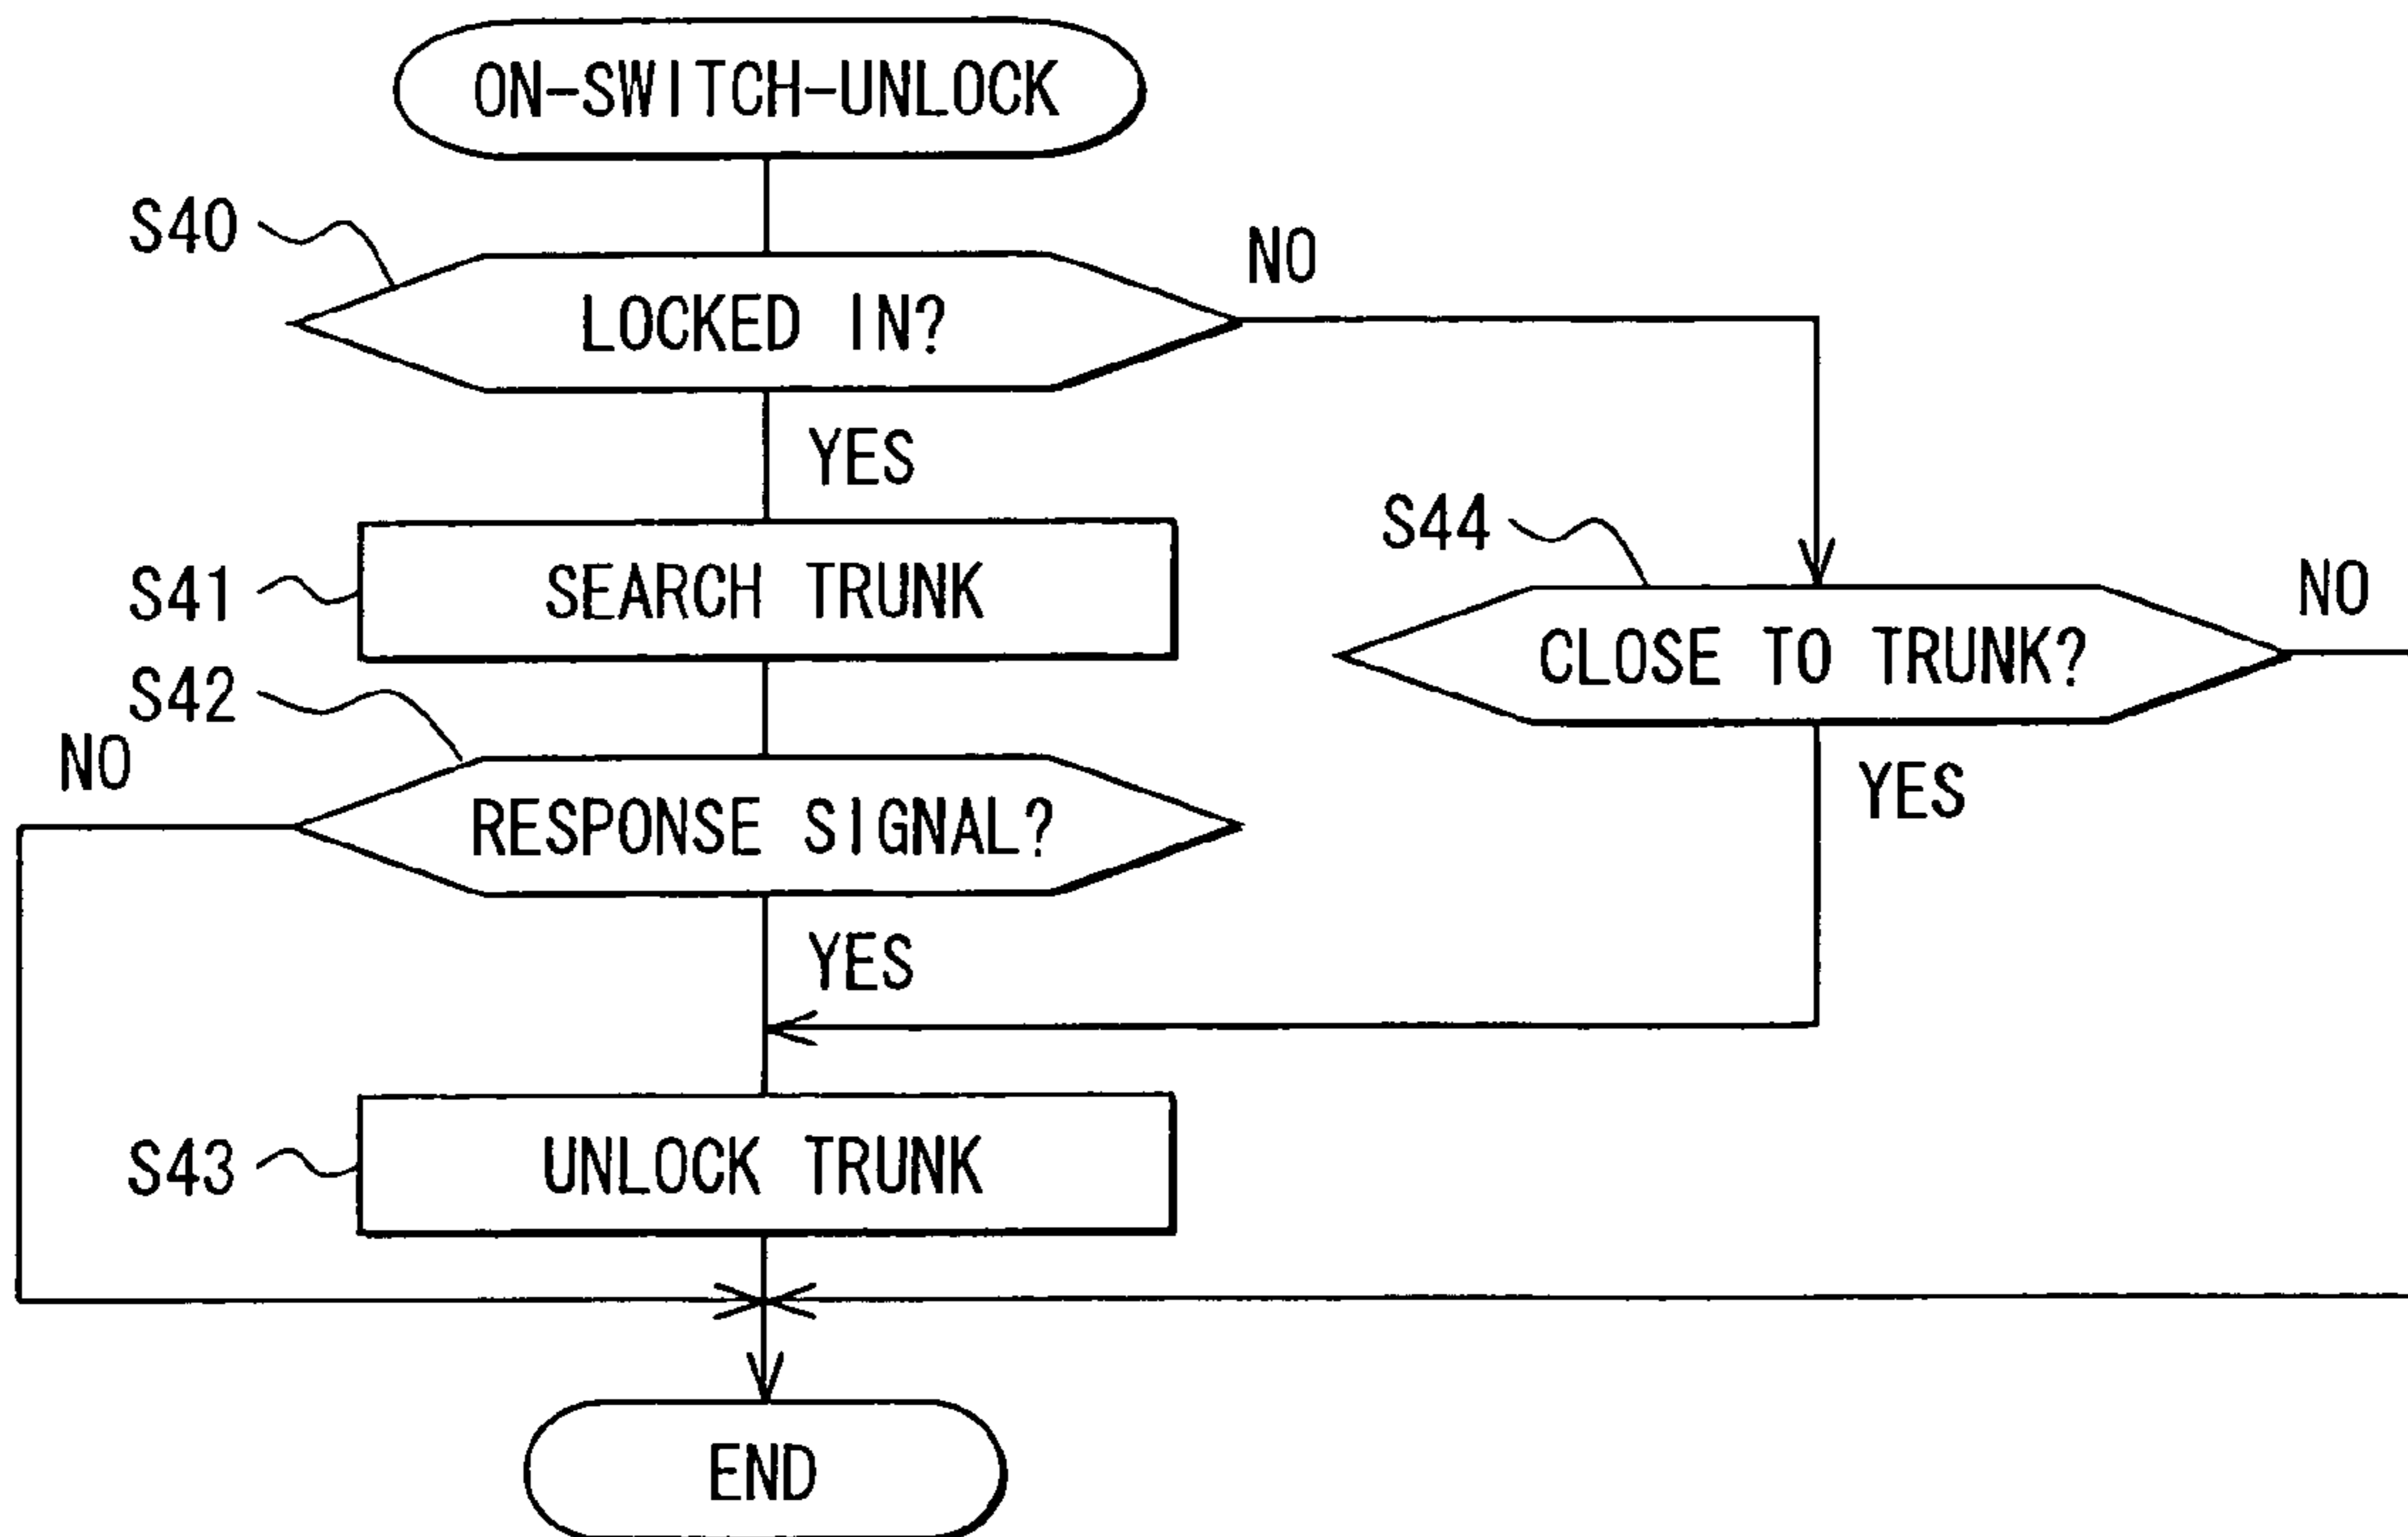 ON-SWITCH-UNLOCK
S40
LOCKED IN?
NO
YES
S41
SEARCH TRUNK
S44
CLOSE TO TRUNK?
NO
YES
S42
NO
RESPONSE SIGNAL?
YES
S43
UNLOCK TRUNK
END